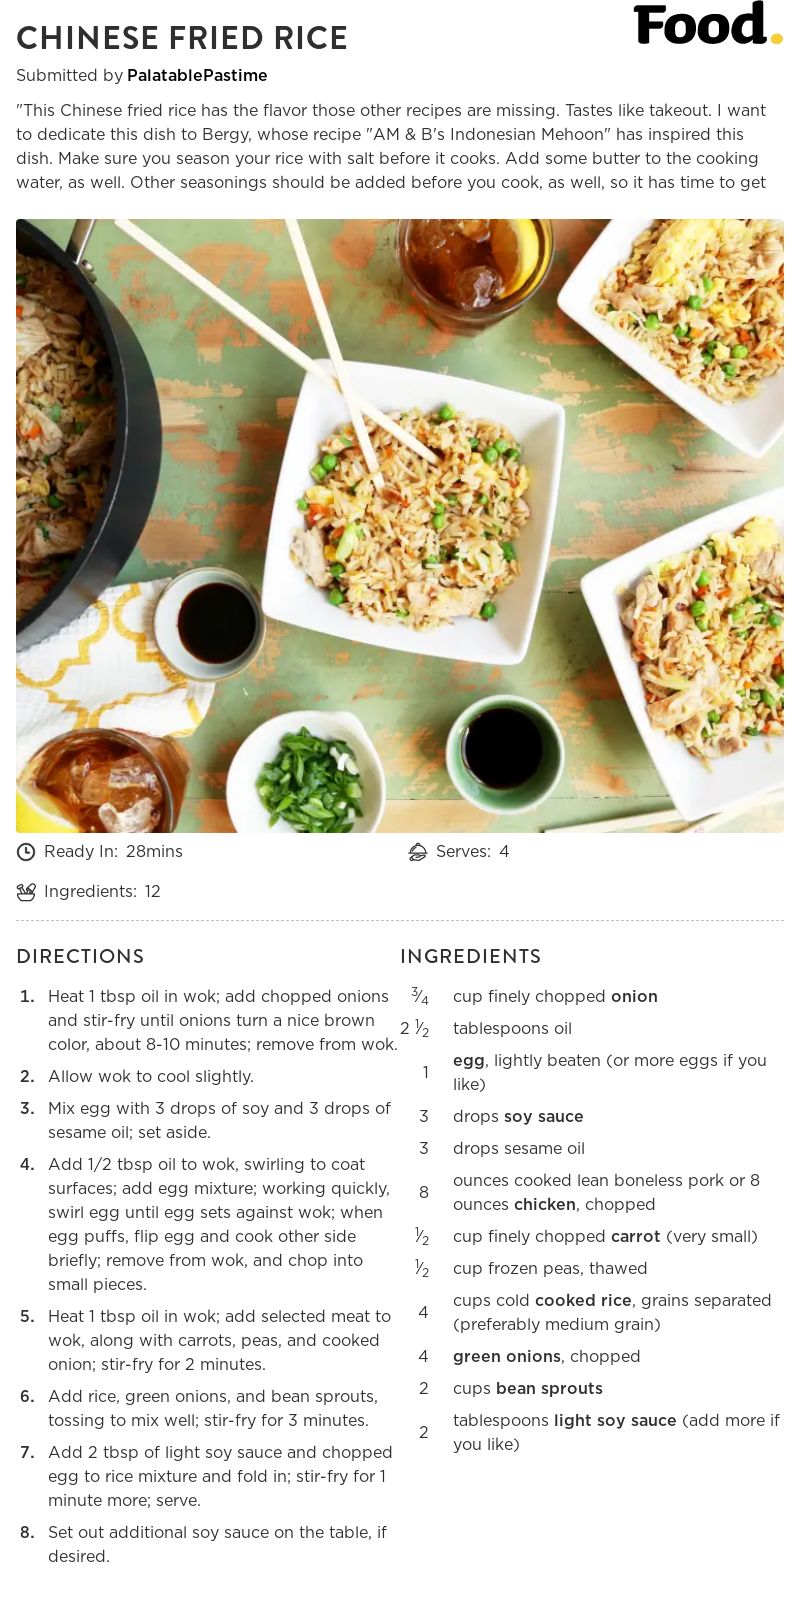 CHINESE FRIED RICE
Food.
Submitted by PalatablePastime
"This Chinese fried rice has the flavor those other recipes are missing. Tastes like takeout. I want
to dedicate this dish to Bergy, whose recipe "AM & B's Indonesian Mehoon" has inspired this
dish. Make sure you season your rice with salt before it cooks. Add some butter to the cooking
water, as well. Other seasonings should be added before you cook, as well, so it has time to get
Ready In: 28mins
Serves: 4
Ingredients: 12
DIRECTIONS
1. Heat 1 tbsp oil in wok; add chopped onions
and stir-fry until onions turn a nice brown
color, about 8-10 minutes; remove from wok.
2. Allow wok to cool slightly.
3. Mix egg with 3 drops of soy and 3 drops of
sesame oil; set aside.
4. Add 1/2 tbsp oil to wok, swirling to coat
surfaces; add egg mixture; working quickly,
swirl egg until egg sets against wok; when
egg puffs, flip egg and cook other side
briefly; remove from wok, and chop into
small pieces.
5. Heat 1 tbsp oil in wok; add selected meat to
wok, along with carrots, peas, and cooked
onion; stir-fry for 2 minutes.
6. Add rice, green onions, and bean sprouts,
tossing to mix well; stir-fry for 3 minutes.
7. Add 2 tbsp of light soy sauce and chopped
egg to rice mixture and fold in; stir-fry for 1
minute more; serve.
8. Set out additional soy sauce on the table, if
desired.
INGREDIENTS
3⁄4 cup finely chopped onion
2 1⁄2 tablespoons oil
1 egg, lightly beaten (or more eggs if you
like)
3 drops soy sauce
3 drops sesame oil
8 ounces cooked lean boneless pork or 8
ounces chicken, chopped
1⁄2 cup finely chopped carrot (very small)
1⁄2 cup frozen peas, thawed
4 cups cold cooked rice, grains separated
(preferably medium grain)
4 green onions, chopped
2 cups bean sprouts
2 tablespoons light soy sauce (add more if
you like)